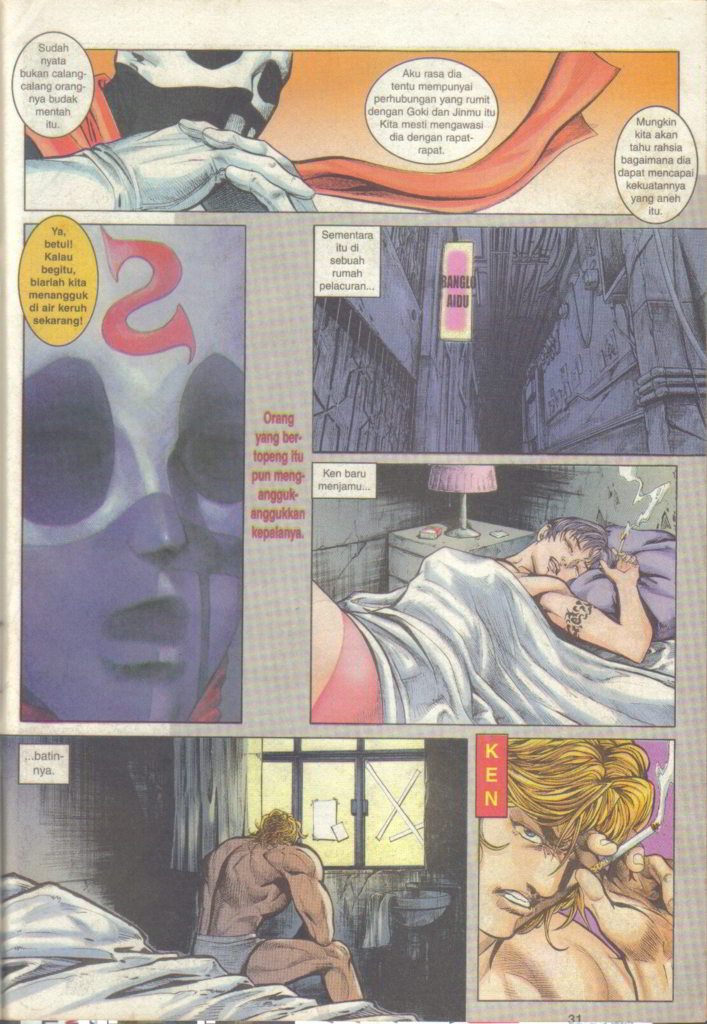 Sudah
nyata
bukan calang-
calang orang-
nya budak
mentah
itu.
Aku rasa dia
tentu mempunyai
perhubungan yang rumit
dengan Goki dan Jinmu itu
Kita mesti mengawasi
dia dengan rapat-
rapat.
Mungkin
kita akan
tahu rahsia
bagaimana dia
dapat mencapai
kekuatannya
yang aneh
itu.
Ya,
betul!
Kalau
begitu,
biarlah kita
menangguk
di air keruh
sekarang!
Orang
yang ber-
topeng itu
pun meng-
angguk-
anggukkan
kepalanya.
Sementara
itu di
sebuah
rumah
pelacuran...
BANGLO
AIDU
Ken baru
menjamu...
...batin-
nya.
KEN
31